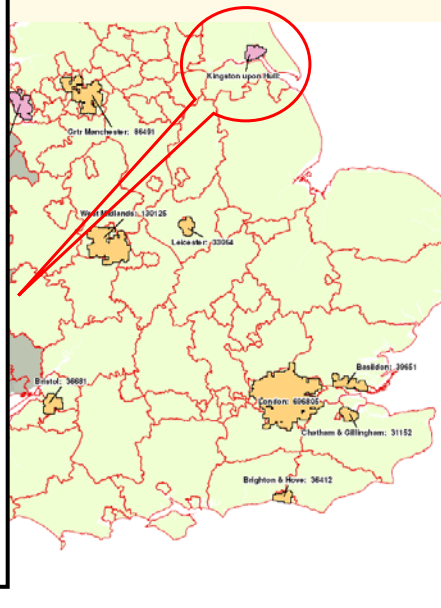 Kingston upon Hull:
Grtr Manchester: 86491
West Midlands: 130125
Leicester: 33054
Basildon: 39651
Bristol: 36681
London: 696805
Chatham & Gillingham: 31152
Brighton & Hove: 36412